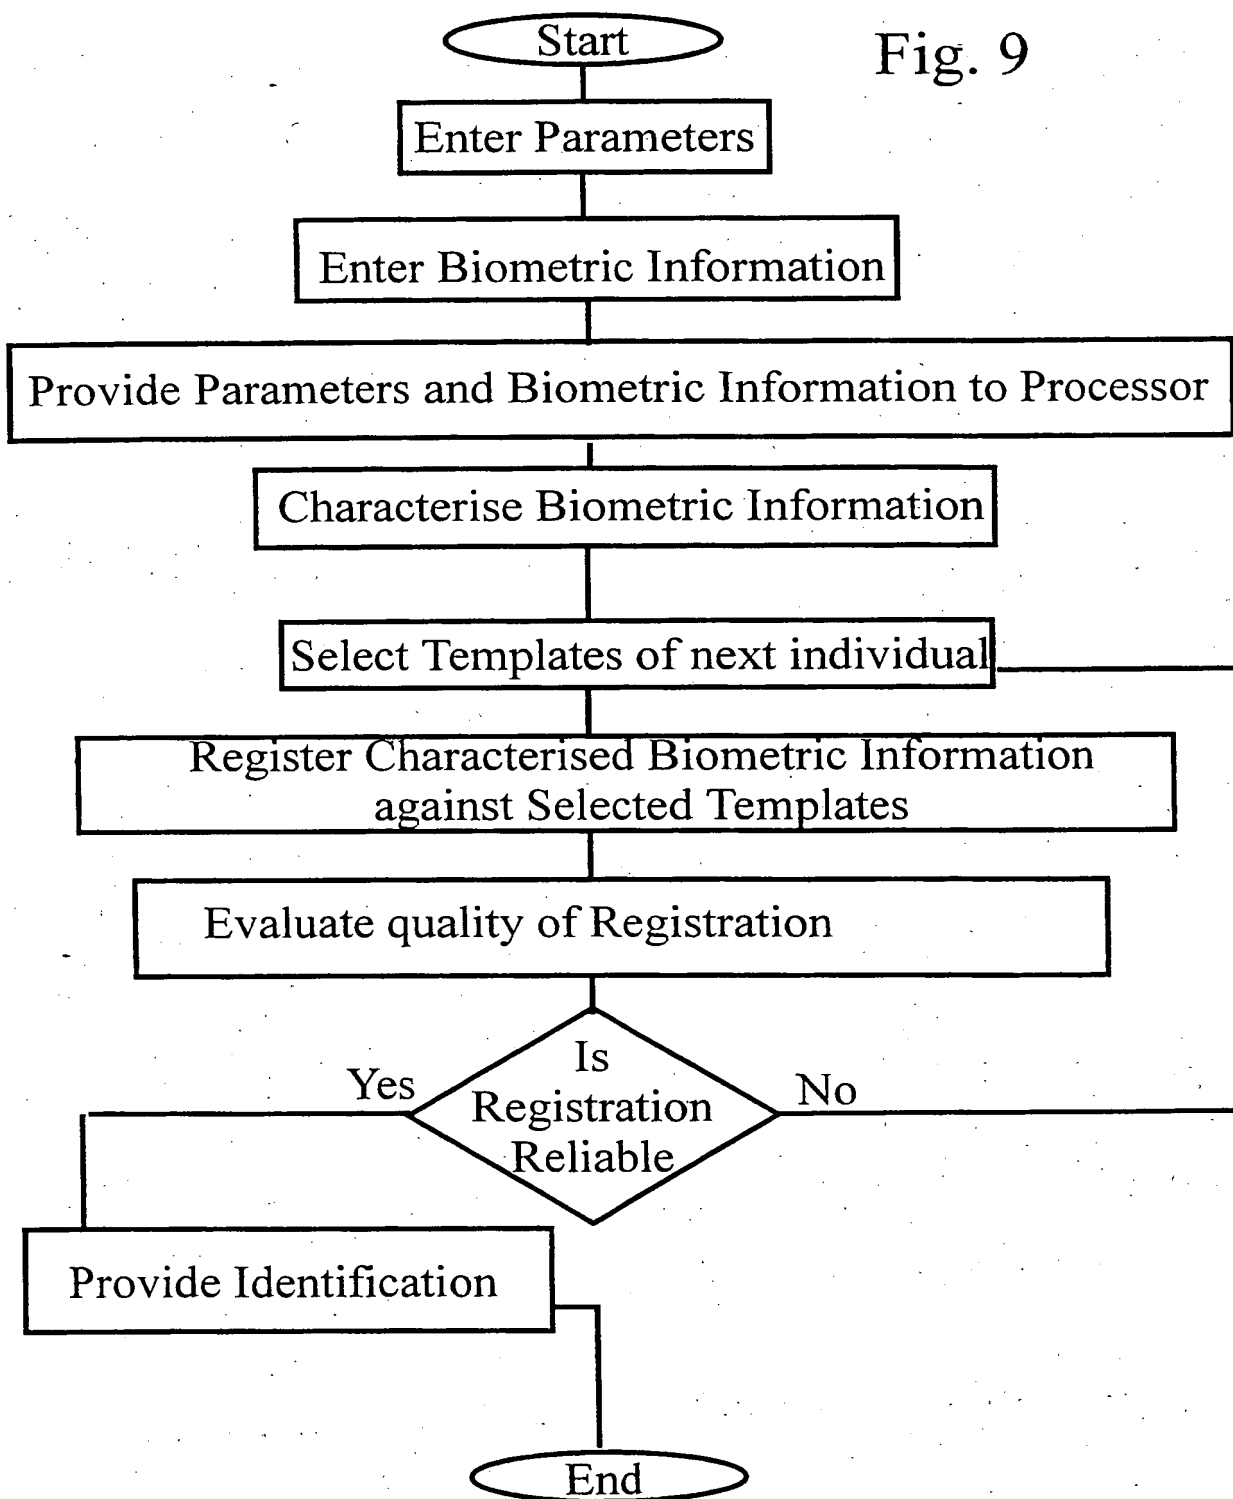 Start
Fig. 9
Enter Parameters
Enter Biometric Information
Provide Parameters and Biometric Information to Processor
Characterise Biometric Information
Select Templates of next individual
Register Characterised Biometric Information
against Selected Templates
Evaluate quality of Registration
Is
Registration
Reliable
Yes
No
Provide Identification
End